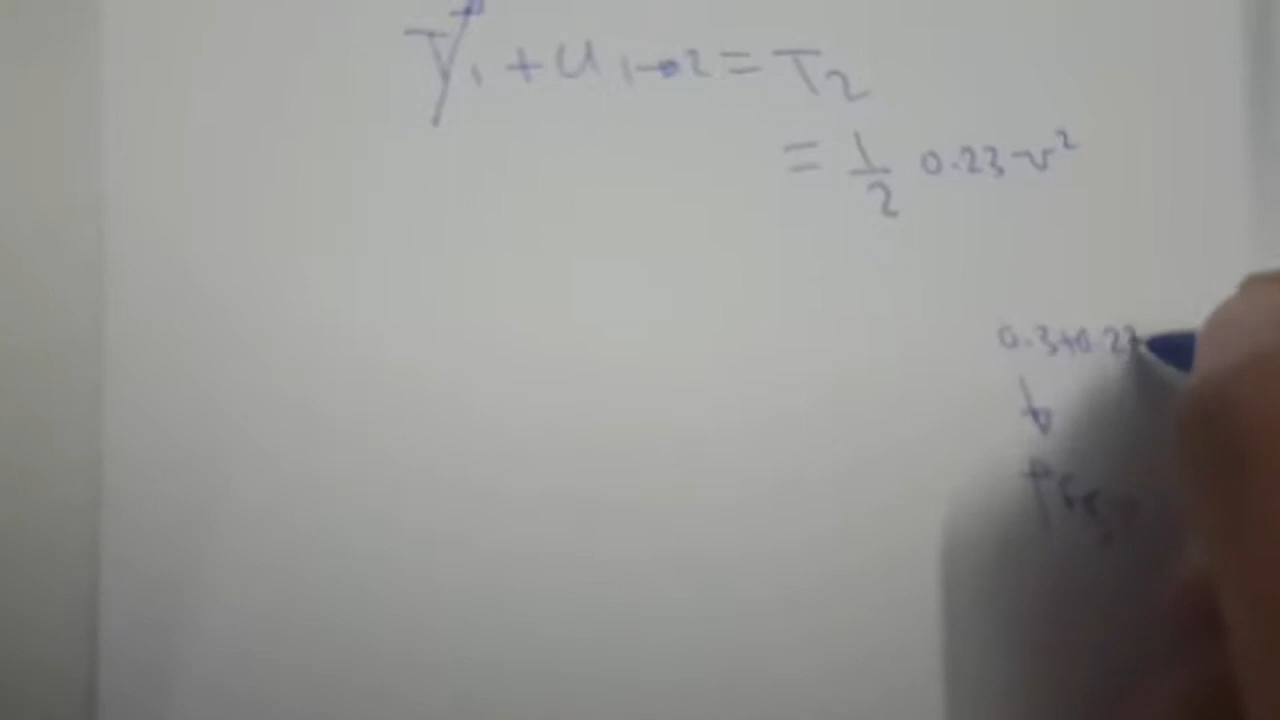 T₁ + U₁→₂ = T₂
= 1/2 0.23 v²
0.3+0.23